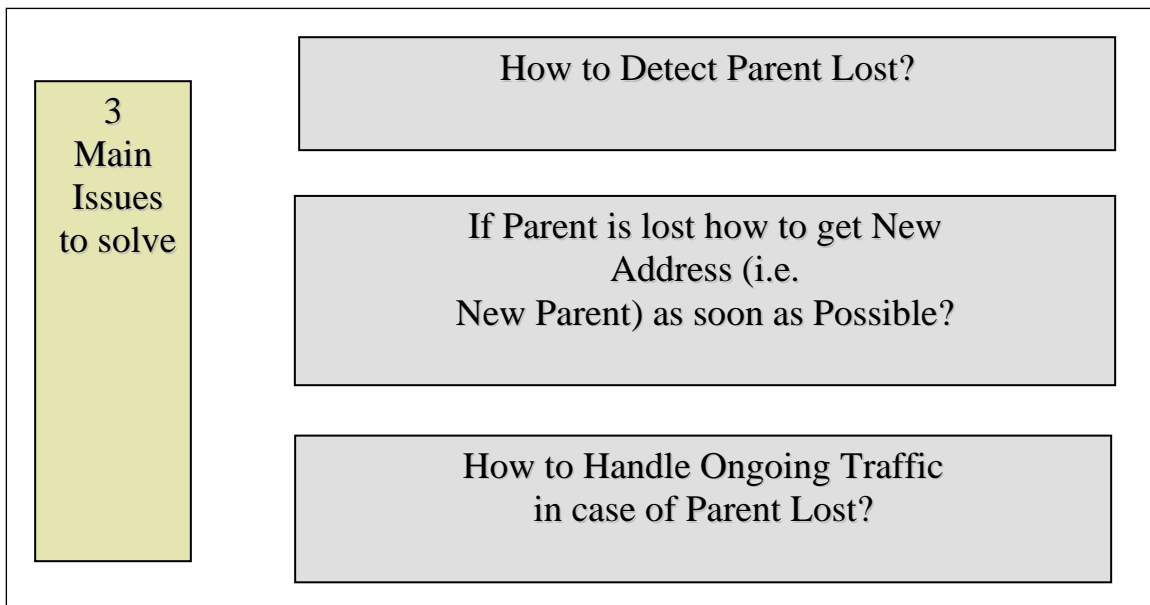 3
Main
Issues
to solve
How to Detect Parent Lost?
If Parent is lost how to get New
Address (i.e.
New Parent) as soon as Possible?
How to Handle Ongoing Traffic
in case of Parent Lost?